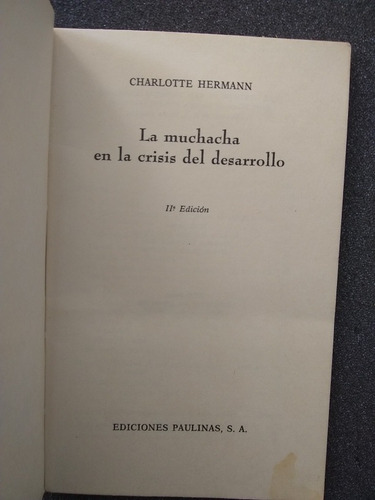 CHARLOTTE HERMANN
La muchacha
en la crisis del desarrollo
IIª Edición
EDICIONES PAULINAS, S. A.